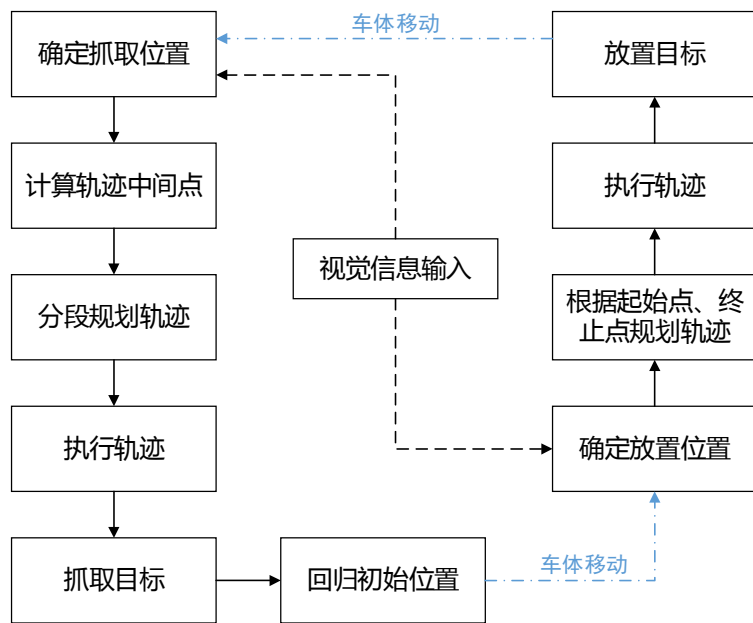 车体移动
确定抓取位置
放置目标
计算轨迹中间点
执行轨迹
视觉信息输入
分段规划轨迹
根据起始点、终
止点规划轨迹
执行轨迹
确定放置位置
抓取目标
回归初始位置
车体移动